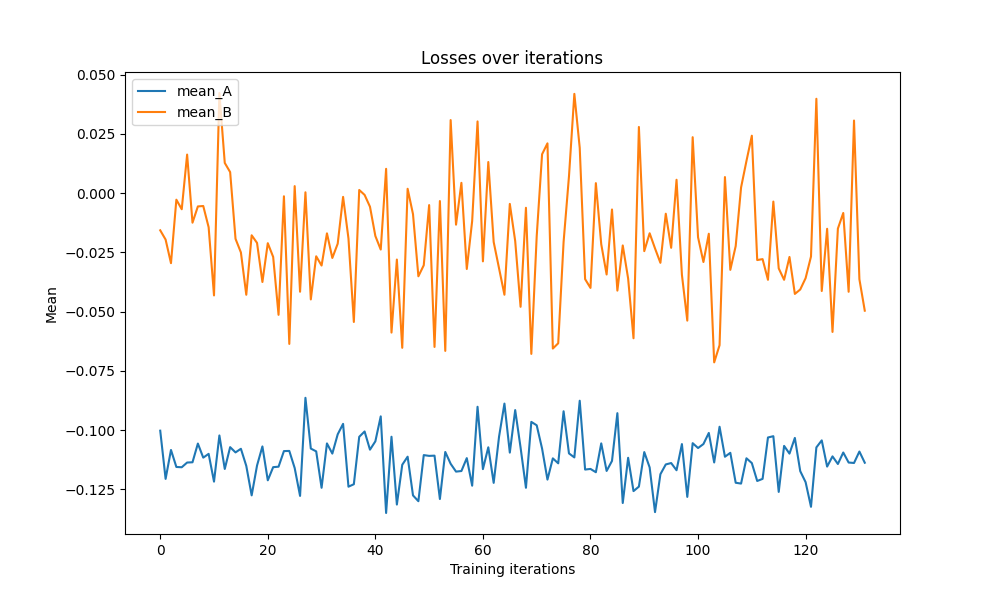 Losses over iterations
mean_A
mean_B
0.050
0.025
0.000
−0.025
−0.050
−0.075
−0.100
−0.125
Mean
0 20 40 60 80 100 120
Training iterations